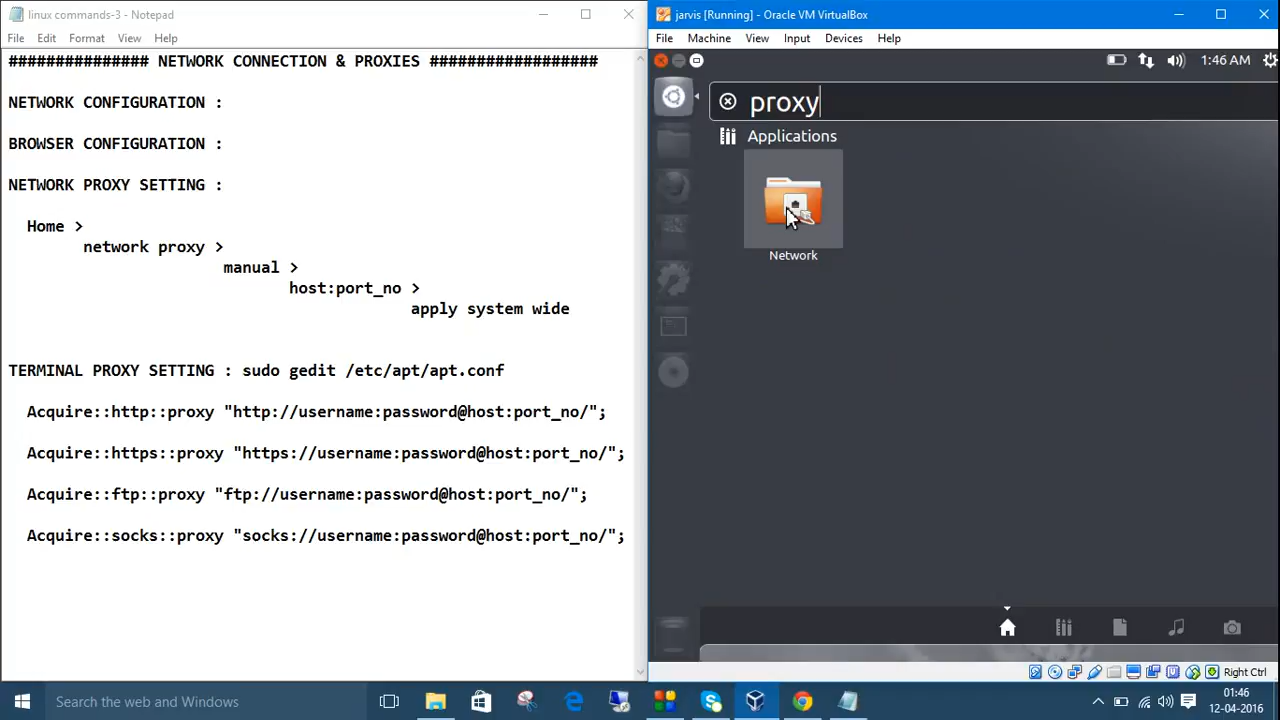 linux commands-3 - Notepad
File Edit Format View Help
############### NETWORK CONNECTION & PROXIES ##################
NETWORK CONFIGURATION :
BROWSER CONFIGURATION :
NETWORK PROXY SETTING :
Home >
network proxy >
manual >
host:port_no >
apply system wide
TERMINAL PROXY SETTING : sudo gedit /etc/apt/apt.conf
Acquire::http::proxy "http://username:password@host:port_no/";
Acquire::https::proxy "https://username:password@host:port_no/";
Acquire::ftp::proxy "ftp://username:password@host:port_no/";
Acquire::socks::proxy "socks://username:password@host:port_no/";
jarvis [Running] - Oracle VM VirtualBox
File Machine View Input Devices Help
1:46 AM
proxy
Applications
Network
Right Ctrl
Search the web and Windows
01:46
12-04-2016